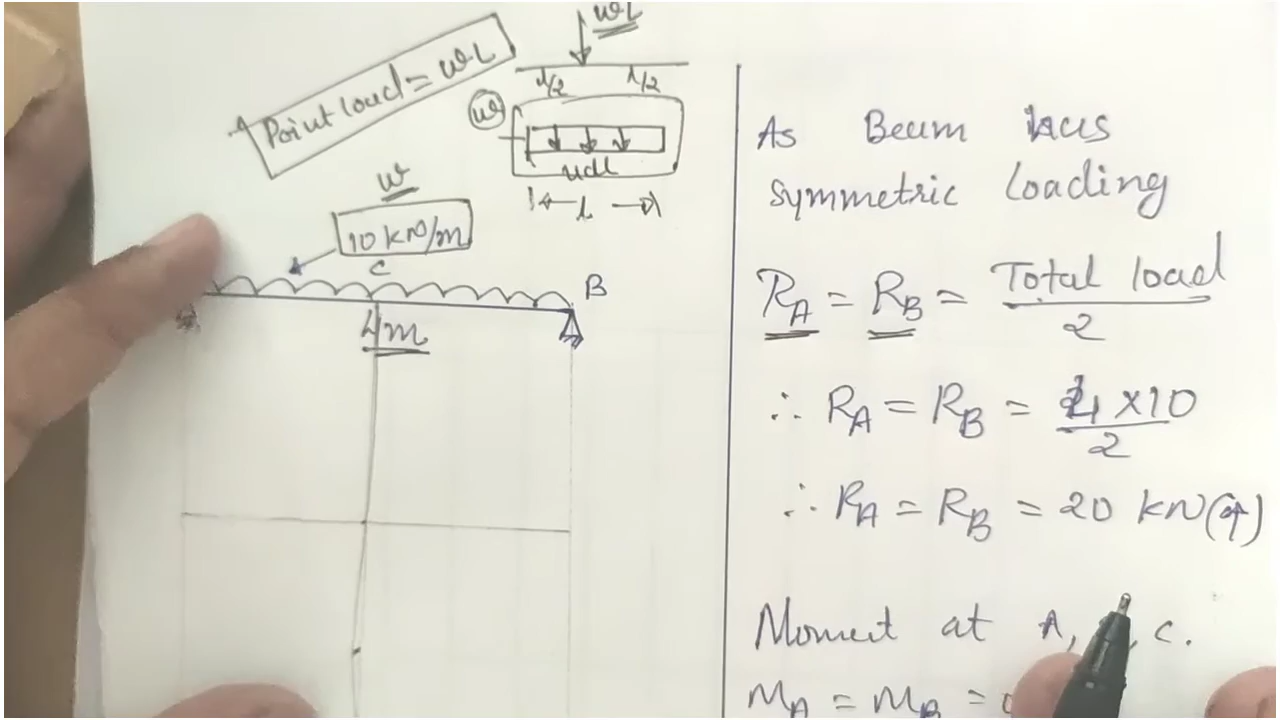 wL
Point load = wL
l/2 l/2
w
udl
L
w
10 kN/m
C
B
4m
As Beam has
symmetric Loading
RA = RB = Total load / 2
∴ RA = RB = 4 × 10 / 2
∴ RA = RB = 20 kN (↑)
Moment at A, C.
MA = MB =